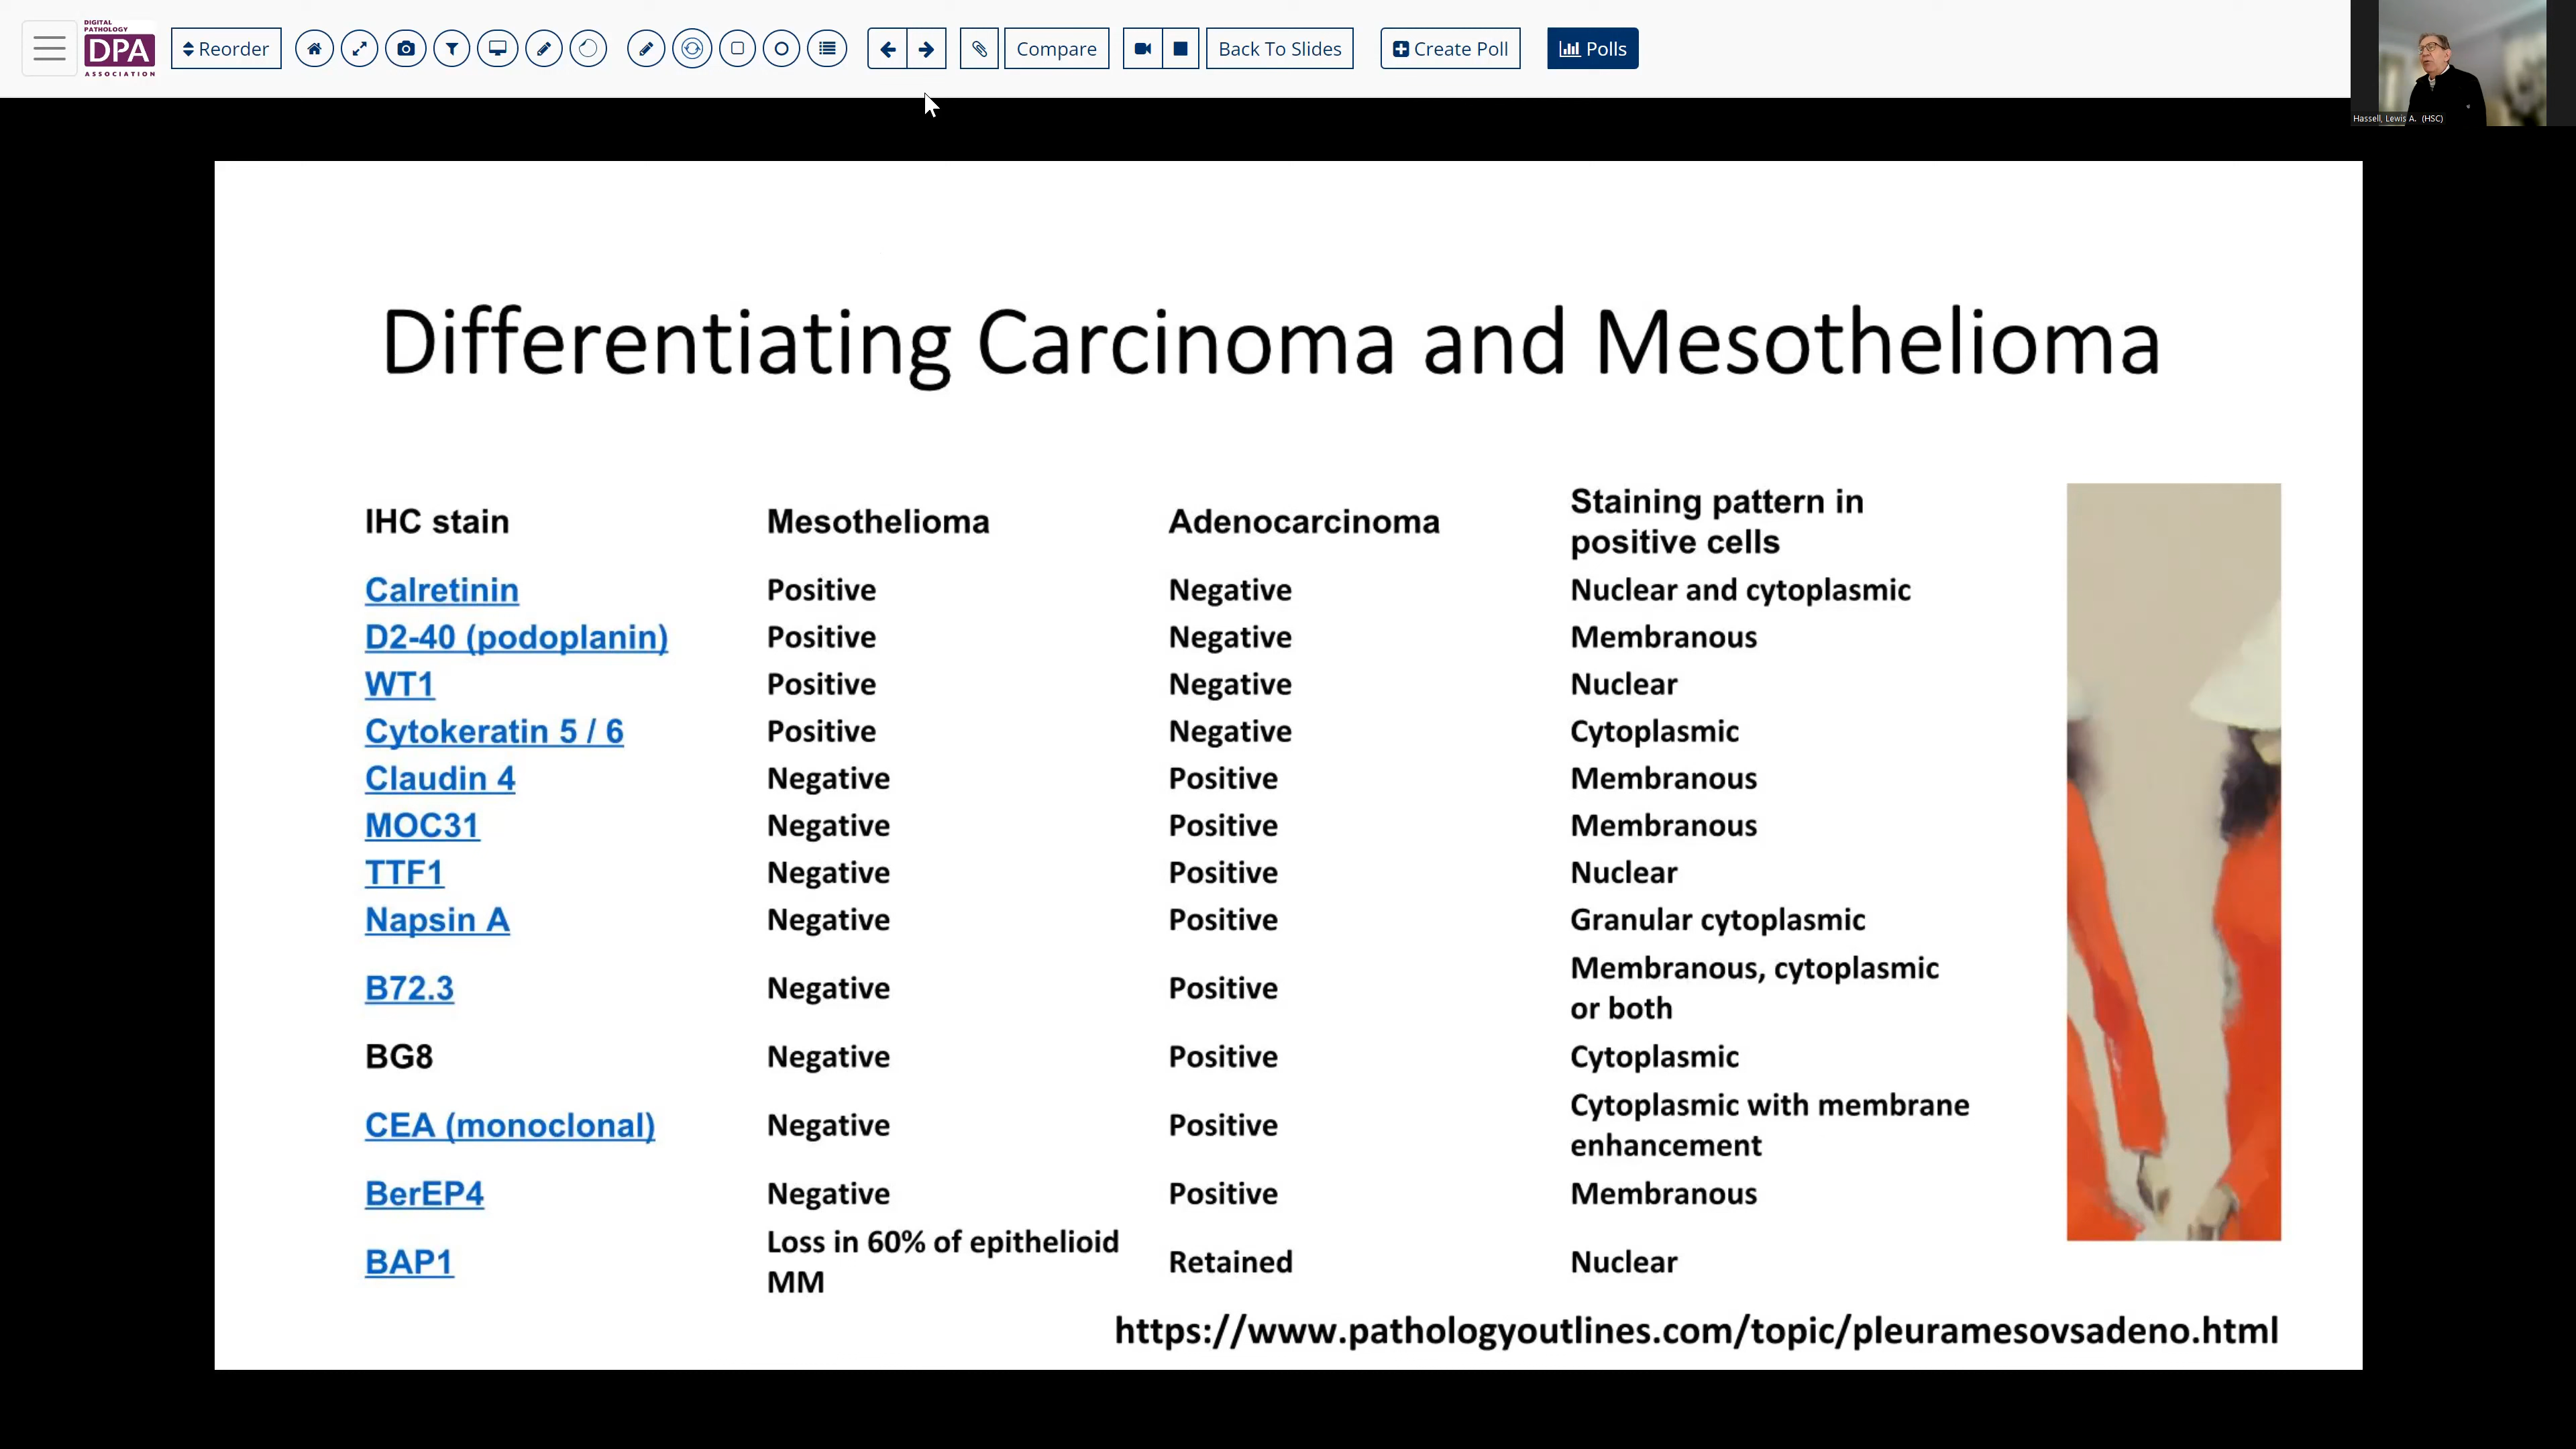 DIGITAL
PATHOLOGY
DPA
ASSOCIATION
Reorder
Compare
Back To Slides
Create Poll
Polls
Hassell, Lewis A. (HSC)
Differentiating Carcinoma and Mesothelioma
IHC stain Mesothelioma Adenocarcinoma Staining pattern in
positive cells
Calretinin Positive Negative Nuclear and cytoplasmic
D2-40 (podoplanin) Positive Negative Membranous
WT1 Positive Negative Nuclear
Cytokeratin 5 / 6 Positive Negative Cytoplasmic
Claudin 4 Negative Positive Membranous
MOC31 Negative Positive Membranous
TTF1 Negative Positive Nuclear
Napsin A Negative Positive Granular cytoplasmic
B72.3 Negative Positive Membranous, cytoplasmic
or both
BG8 Negative Positive Cytoplasmic
CEA (monoclonal) Negative Positive Cytoplasmic with membrane
enhancement
BerEP4 Negative Positive Membranous
BAP1 Loss in 60% of epithelioid
MM Retained Nuclear
https://www.pathologyoutlines.com/topic/pleuramesovsadeno.html